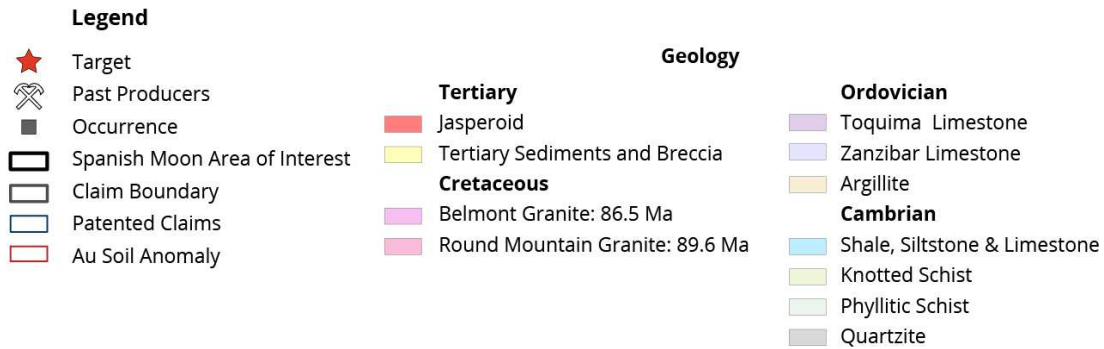 Legend
Target
Past Producers
Occurrence
Spanish Moon Area of Interest
Claim Boundary
Patented Claims
Au Soil Anomaly
Geology
Tertiary
Jasperoid
Tertiary Sediments and Breccia
Cretaceous
Belmont Granite: 86.5 Ma
Round Mountain Granite: 89.6 Ma
Ordovician
Toquima Limestone
Zanzibar Limestone
Argillite
Cambrian
Shale, Siltstone & Limestone
Knotted Schist
Phyllitic Schist
Quartzite